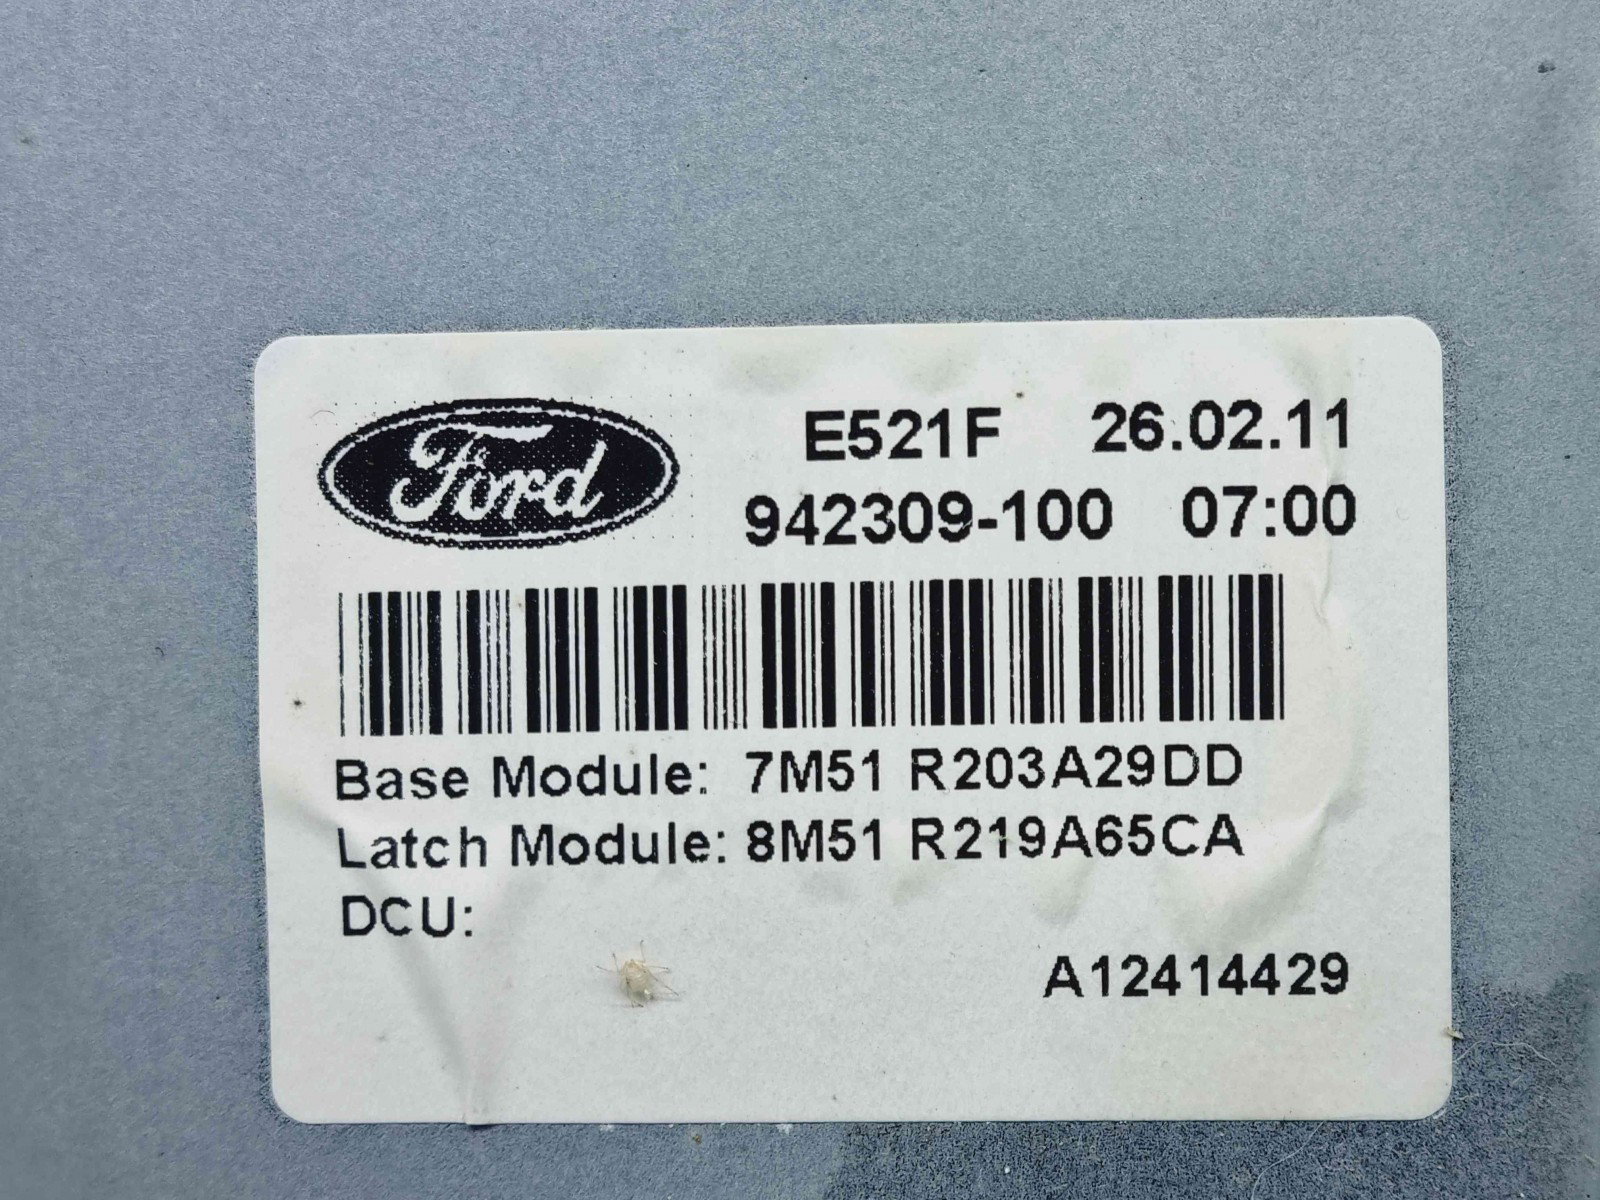 Ford
E521F 26.02.11
942309-100 07:00
Base Module: 7M51 R203A29DD
Latch Module: 8M51 R219A65CA
DCU:
A12414429